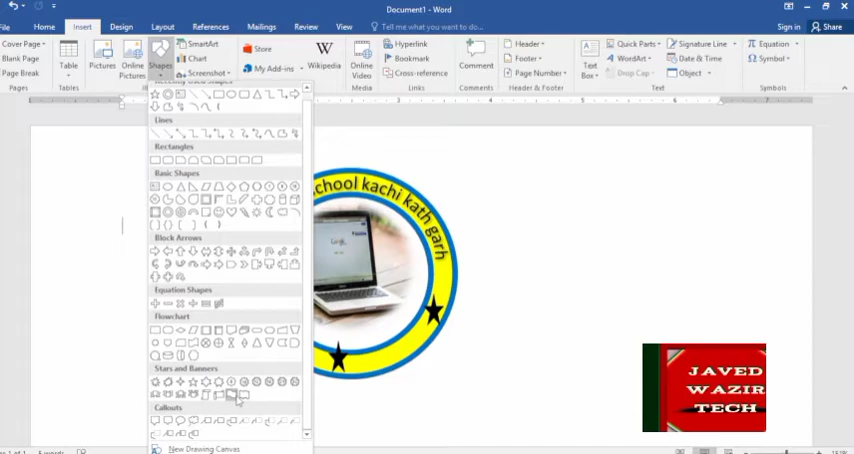 Document1 - Word
File Home Insert Design Layout References Mailings Review View Tell me what you want to do... Sign in Share
Cover Page
Blank Page
Page Break
Pages
Table
Tables
Pictures
Online Pictures
Shapes
SmartArt
Chart
Screenshot
Store
My Add-ins
Wikipedia
Online Video
Media
Hyperlink
Bookmark
Cross-reference
Links
Comment
Comments
Header
Footer
Page Number
Header & Footer
Text Box
Quick Parts
WordArt
Drop Cap
Signature Line
Date & Time
Object
Text
Equation
Symbol
Symbols
Recently Used Shapes
Lines
Rectangles
Basic Shapes
Block Arrows
Equation Shapes
Flowchart
Stars and Banners
Callouts
New Drawing Canvas
school kachi kath garh
JAVED
WAZIR
TECH
5 words